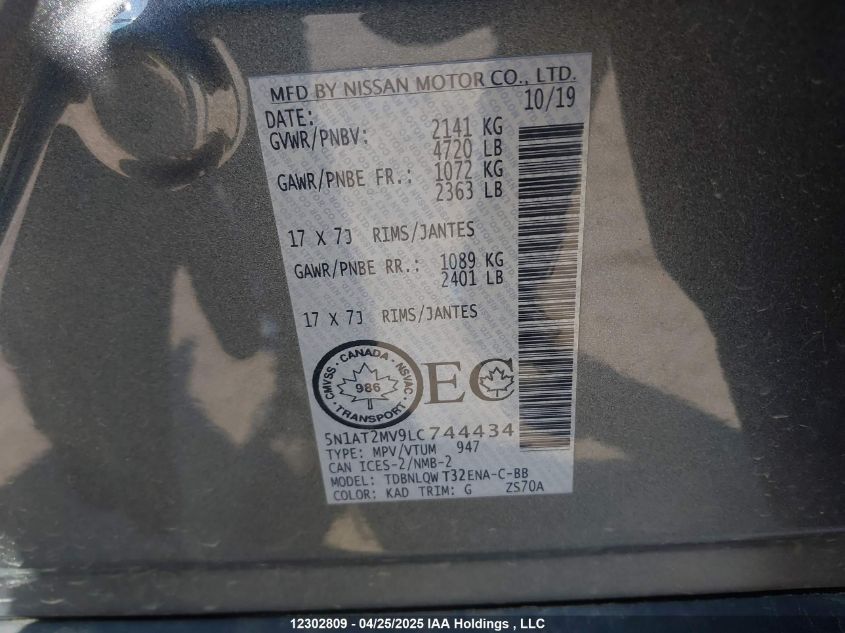 MFD BY NISSAN MOTOR CO., LTD.
DATE: 10/19
GVWR/PNBV: 2141 KG
4720 LB
GAWR/PNBE FR.: 1072 KG
2363 LB
17 X 7J RIMS/JANTES
GAWR/PNBE RR.: 1089 KG
2401 LB
17 X 7J RIMS/JANTES
CANADA
CMVSS NSVAC
986
TRANSPORT
EC
5N1AT2MV9LC744434
TYPE: MPV/VTUM 947
CAN ICES-2/NMB-2
MODEL: TDBNLQW T32ENA-C-BB
COLOR: KAD TRIM: G ZS70A
12302809 - 04/25/2025 IAA Holdings , LLC